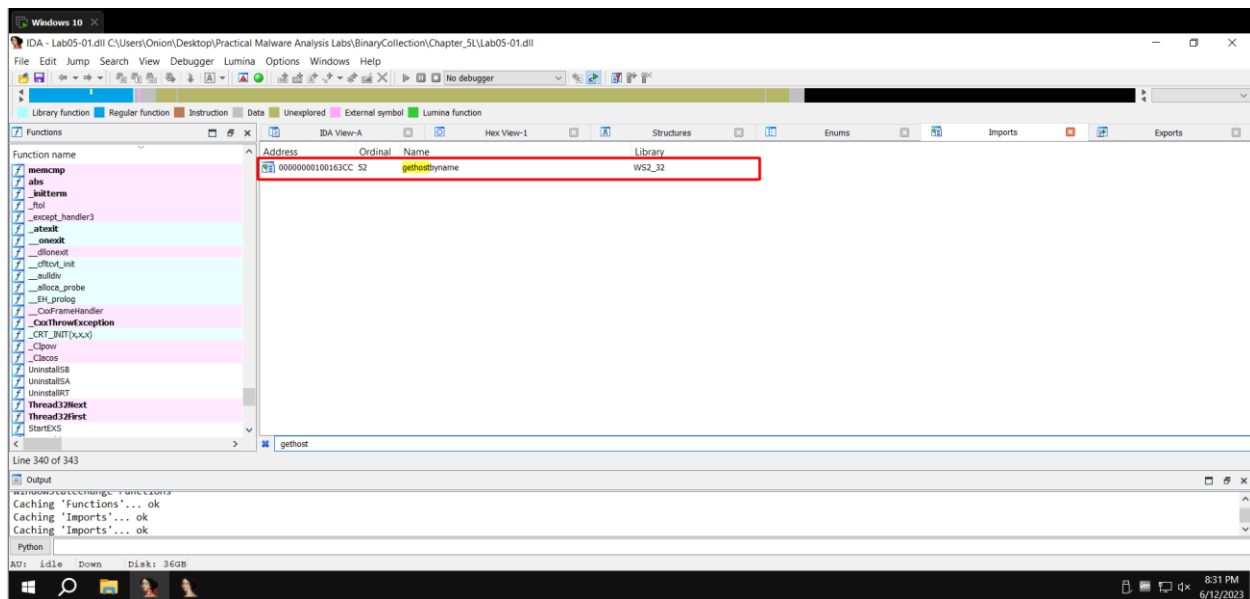 Windows 10
IDA - Lab05-01.dll C:\Users\Onion\Desktop\Practical Malware Analysis Labs\BinaryCollection\Chapter_5L\Lab05-01.dll
File Edit Jump Search View Debugger Lumina Options Windows Help
No debugger
Library function Regular function Instruction Data Unexplored External symbol Lumina function
Functions IDA View-A Hex View-1 Structures Enums Imports Exports
Function name
Address Ordinal Name Library
00000000100163CC 52 gethostbyname WS2_32
memcmp
abs
_initterm
_ftol
_except_handler3
_atexit
__onexit
__dllonexit
__cfltcvt_init
__aulldiv
__alloca_probe
__EH_prolog
__CxxFrameHandler
_CxxThrowException
_CRT_INIT(x,x,x)
_CIpow
_CIacos
UninstallSB
UninstallSA
UninstallRT
Thread32Next
Thread32First
StartEXS
gethost
Line 340 of 343
Output
Caching 'Functions'... ok
Caching 'Imports'... ok
Caching 'Imports'... ok
Python
AU: idle Down Disk: 36GB
8:31 PM
6/12/2023